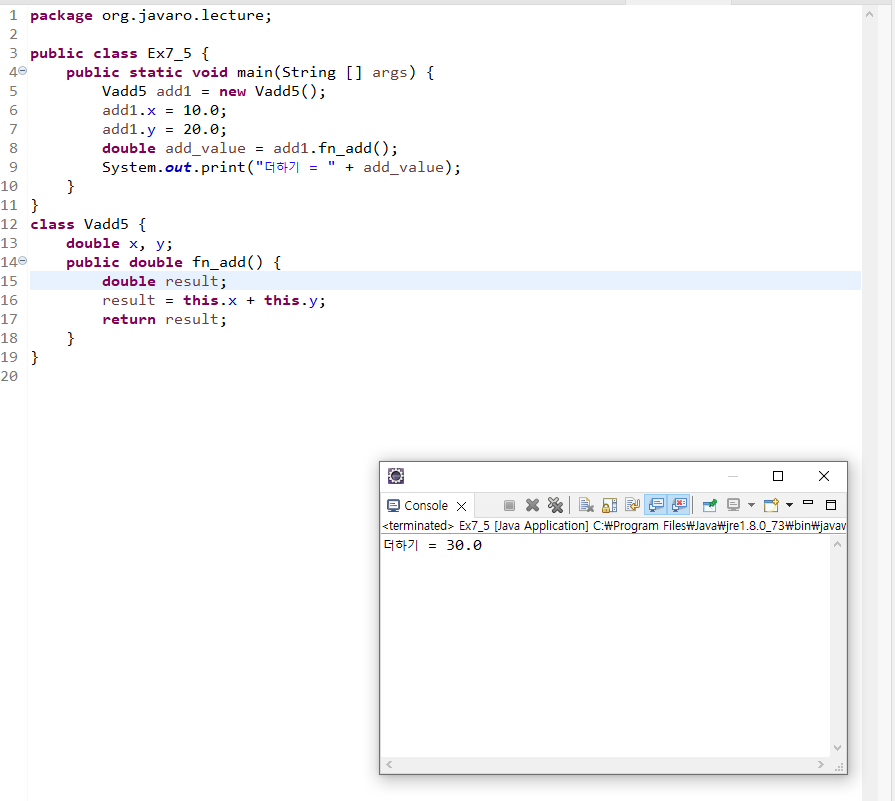 1 package org.javaro.lecture;
2
3 public class Ex7_5 {
4 public static void main(String [] args) {
5 Vadd5 add1 = new Vadd5();
6 add1.x = 10.0;
7 add1.y = 20.0;
8 double add_value = add1.fn_add();
9 System.out.print("더하기 = " + add_value);
10 }
11 }
12 class Vadd5 {
13 double x, y;
14 public double fn_add() {
15 double result;
16 result = this.x + this.y;
17 return result;
18 }
19 }
20
Console
<terminated> Ex7_5 [Java Application] C:₩Program Files₩Java₩jre1.8.0_73₩bin₩javaw
더하기 = 30.0